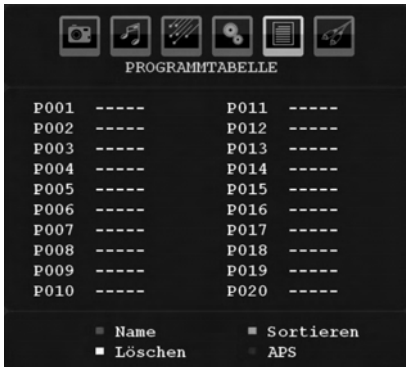 PROGRAMMTABELLE
P001 ----- P011 -----
P002 ----- P012 -----
P003 ----- P013 -----
P004 ----- P014 -----
P005 ----- P015 -----
P006 ----- P016 -----
P007 ----- P017 -----
P008 ----- P018 -----
P009 ----- P019 -----
P010 ----- P020 -----
Name Sortieren
Löschen APS